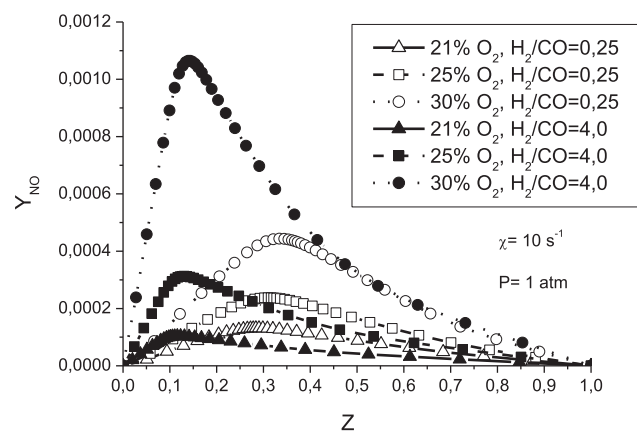 0,0010
0,0008
0,0006
0,0004
0,0002
0,0000
Y_NO
0,0 0,1 0,2 0,3 0,4 0,5 0,6 0,7 0,8 0,9 1,0
Z
21% O₂, H₂/CO=0,25
25% O₂, H₂/CO=0,25
30% O₂, H₂/CO=0,25
21% O₂, H₂/CO=4,0
25% O₂, H₂/CO=4,0
30% O₂, H₂/CO=4,0
χ= 10 s⁻¹
P= 1 atm